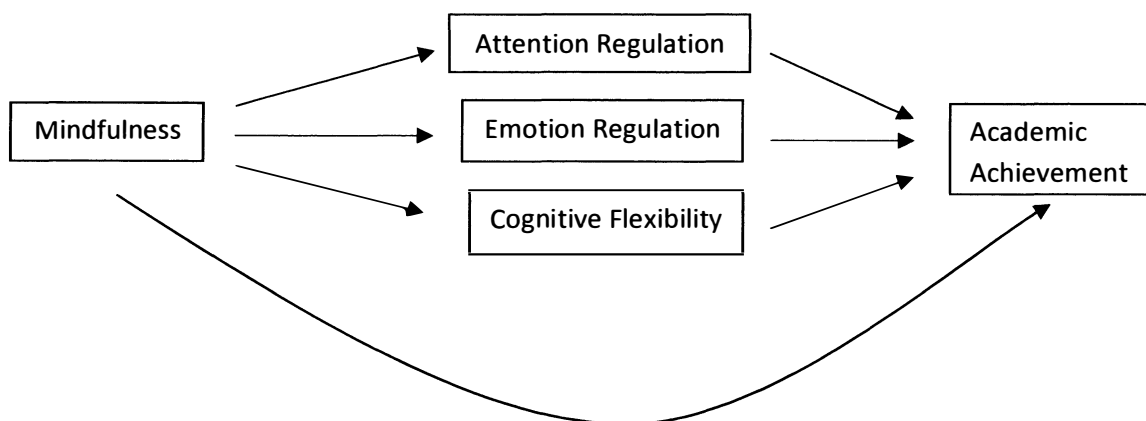 Attention Regulation
Mindfulness
Emotion Regulation
Academic
Achievement
Cognitive Flexibility